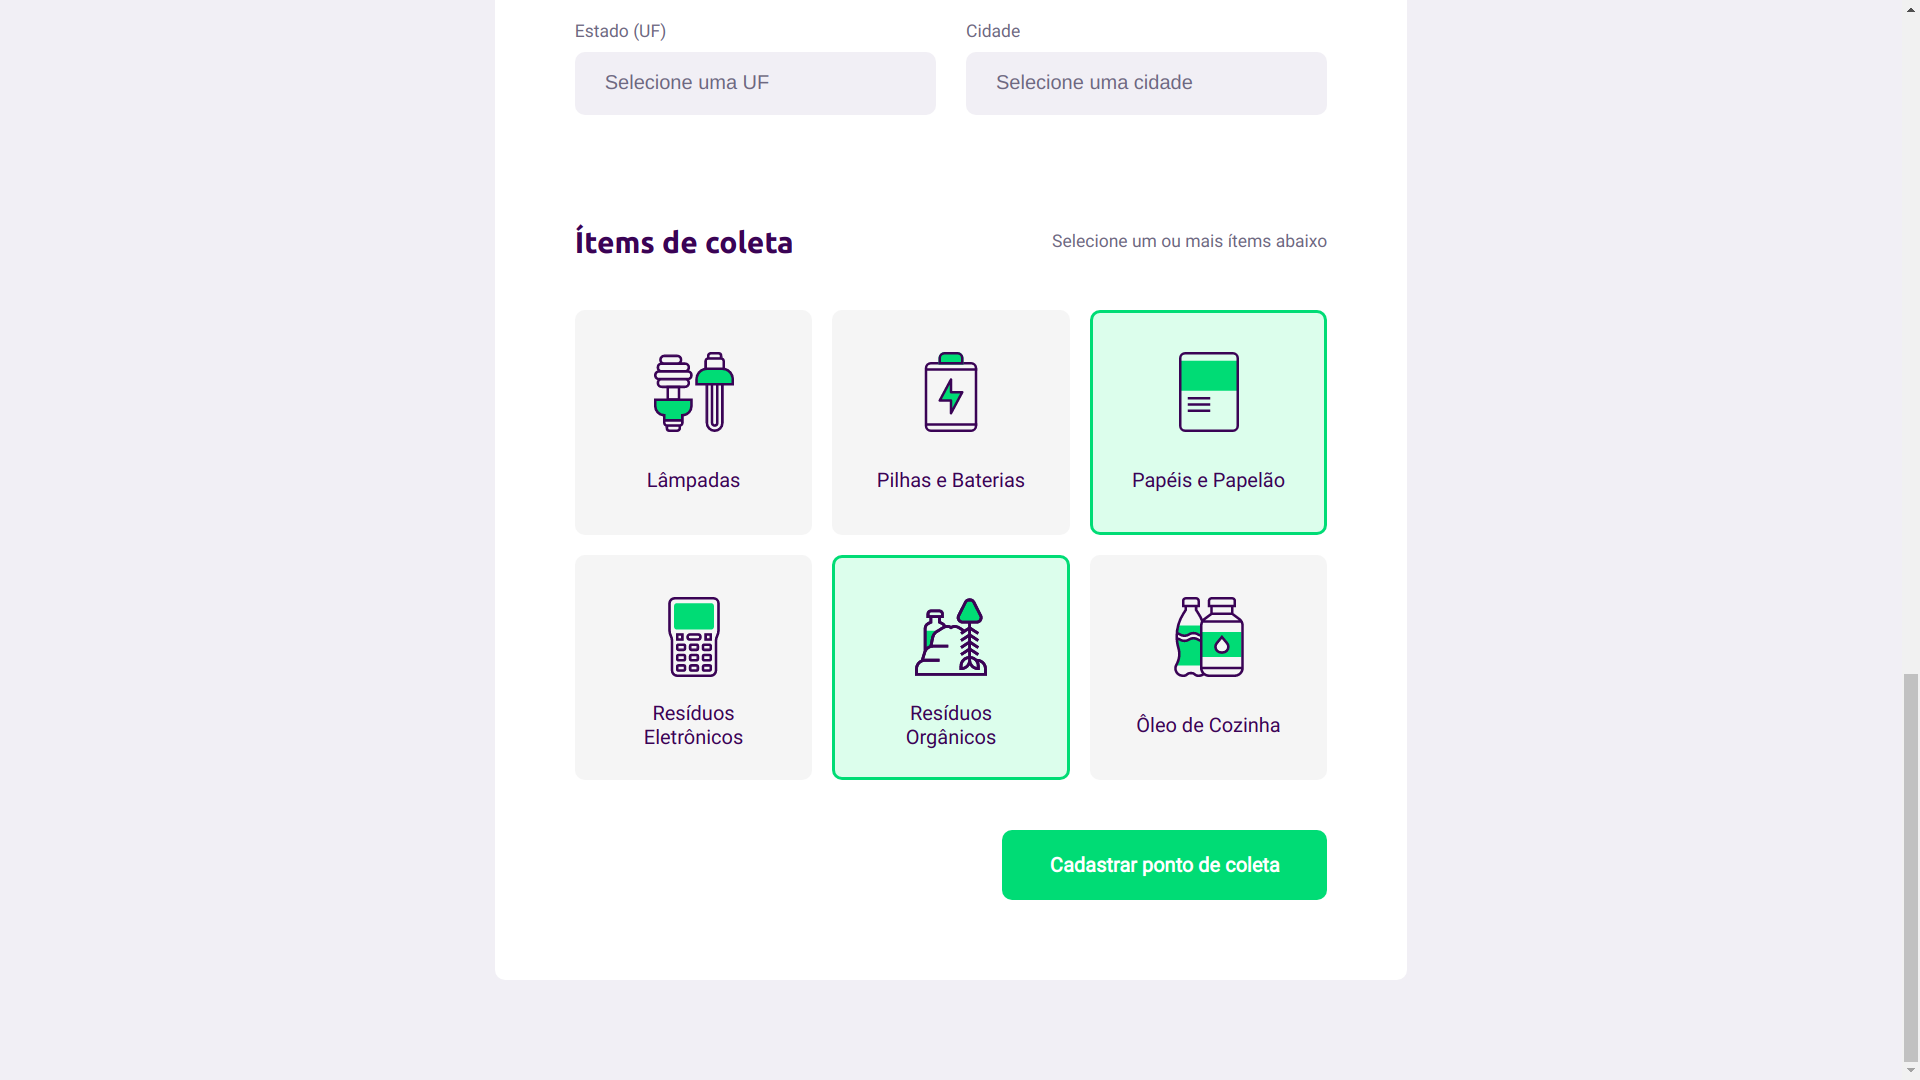 Estado (UF)
Cidade
Selecione uma UF
Selecione uma cidade
Ítems de coleta
Selecione um ou mais ítems abaixo
Lâmpadas
Pilhas e Baterias
Papéis e Papelão
Resíduos
Eletrônicos
Resíduos
Orgânicos
Ôleo de Cozinha
Cadastrar ponto de coleta